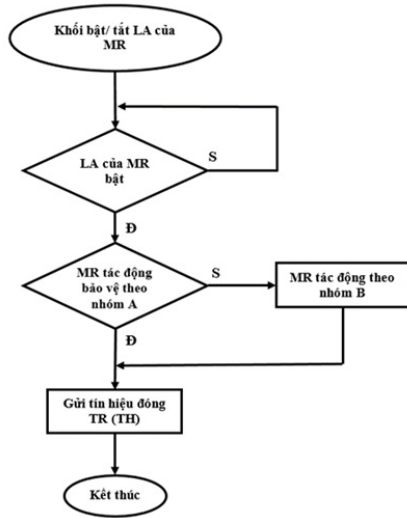 Khối bật/ tắt LA của
MR
LA của MR
bật
S
Đ
MR tác động
bảo vệ theo
nhóm A
S
MR tác động theo
nhóm B
Đ
Gửi tín hiệu đóng
TR (TH)
Kết thúc